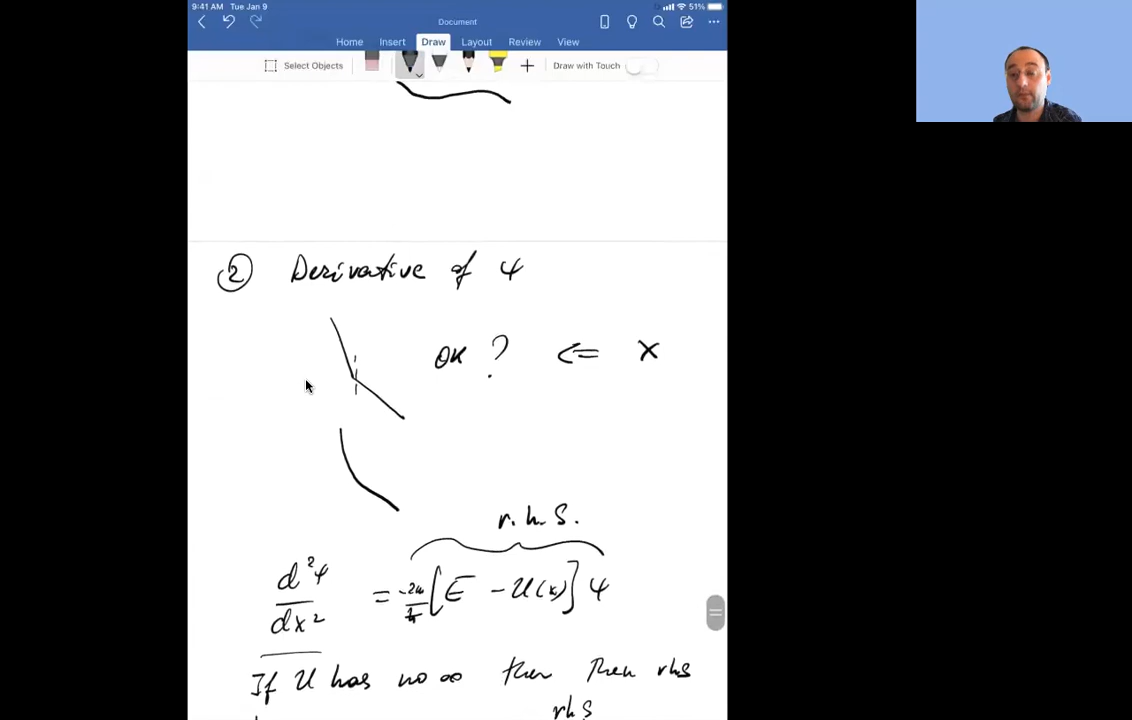 9:41 AM Tue Jan 9
51%
Document
Home Insert Draw Layout Review View
Select Objects
Draw with Touch
② Derivative of ψ
OK ? <= x
r.h.s.
d²ψ/dx² = [E - U(x)] ψ
If U has no ∞ then then rhs
rhs